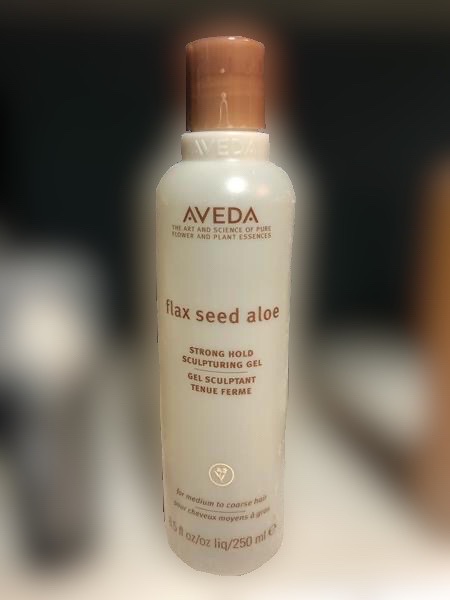 AVEDA
AVEDA
THE ART AND SCIENCE OF PURE
FLOWER AND PLANT ESSENCES
flax seed aloe
STRONG HOLD
SCULPTURING GEL
GEL SCULPTANT
TENUE FERME
for medium to coarse hair
pour cheveux moyens à gros
8.5 fl oz/oz liq/250 ml e